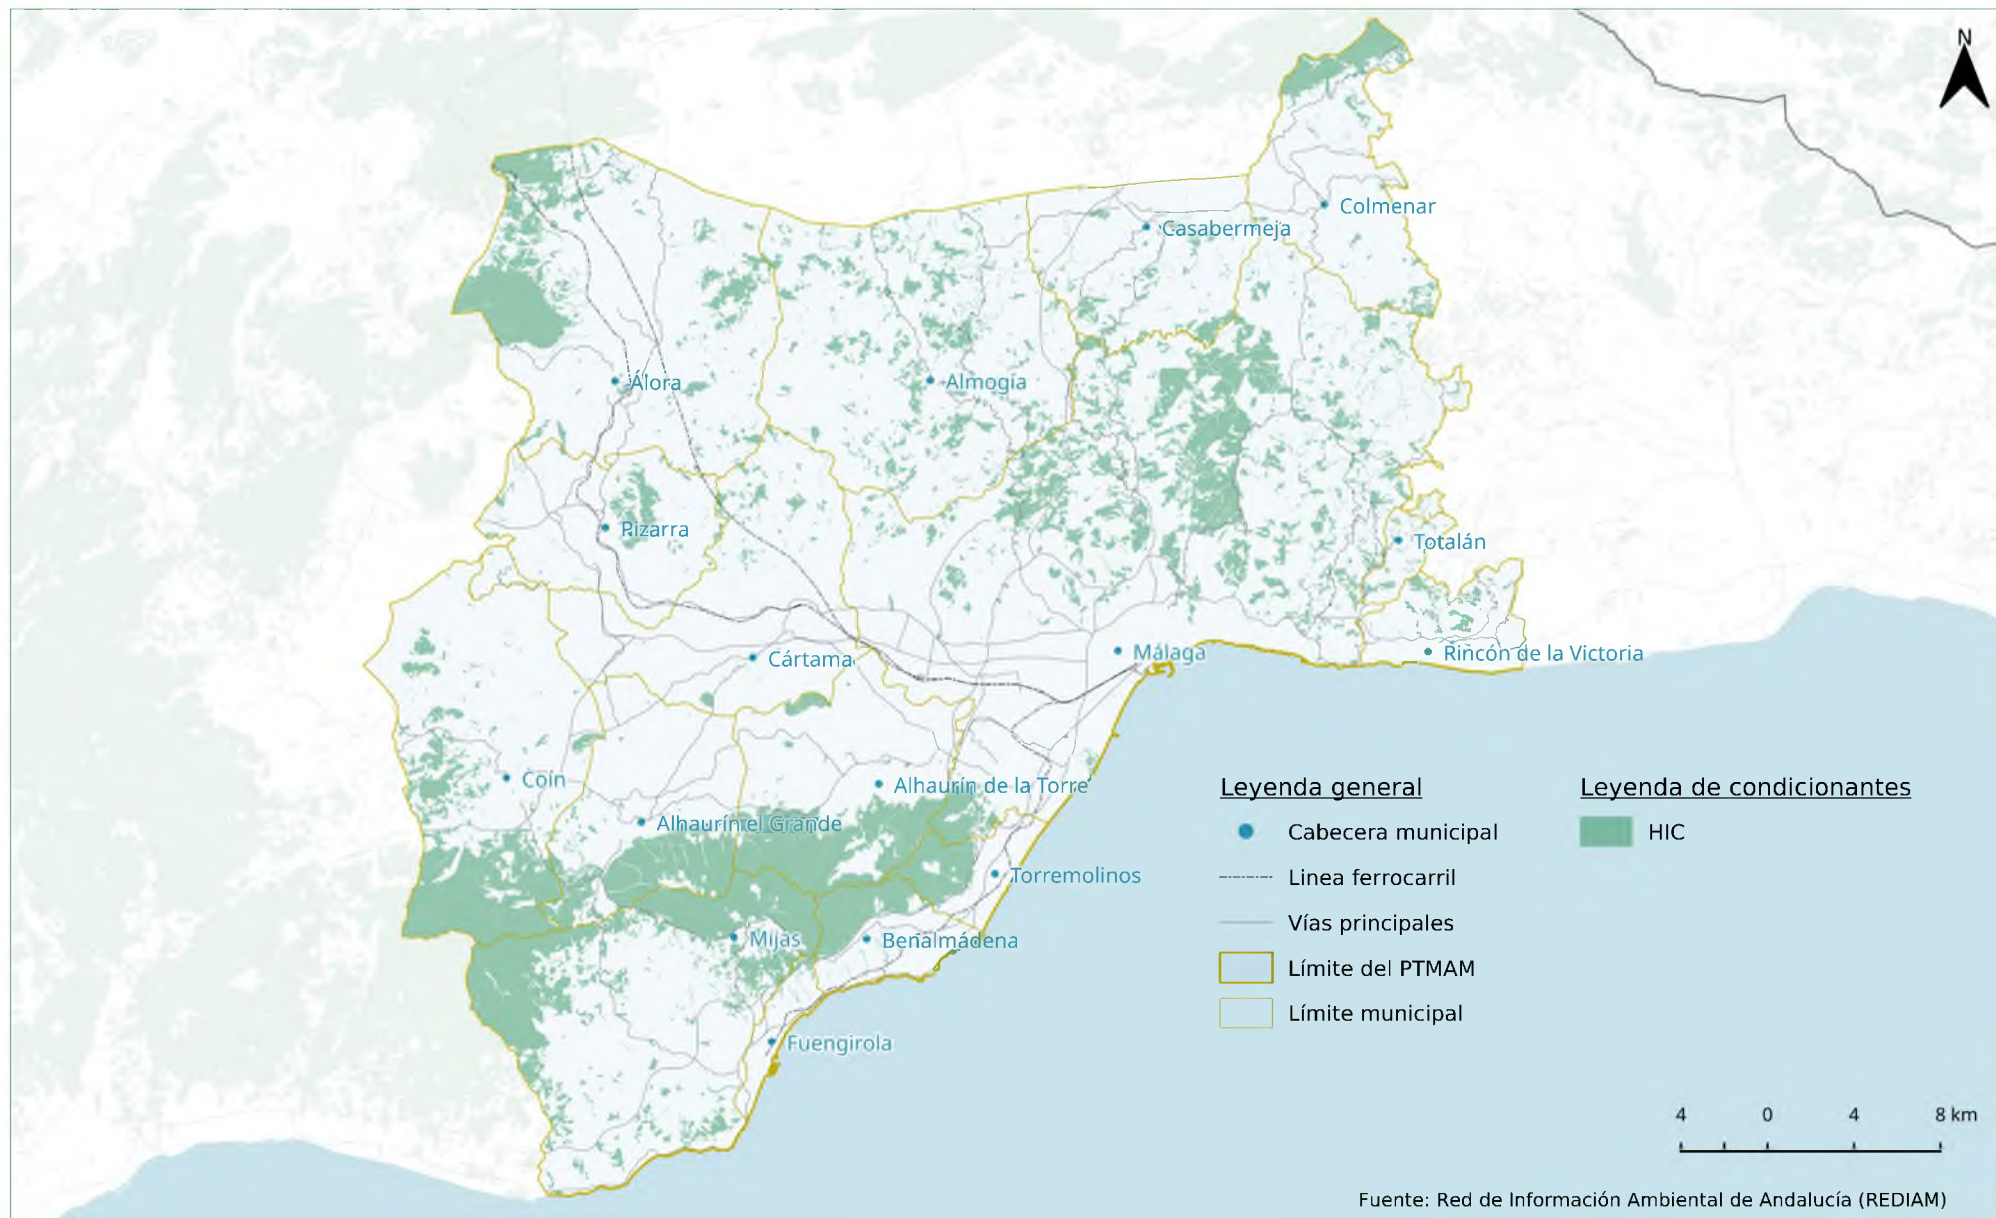 N
Colmenar
Casabermeja
Álora
Almogía
Pizarra
Totalán
Cártama
Málaga
Rincón de la Victoria
Coín
Alhaurín de la Torre
Alhaurín el Grande
Torremolinos
Mijas
Benalmádena
Fuengirola
Leyenda general
Cabecera municipal
Linea ferrocarril
Vías principales
Límite del PTMAM
Límite municipal
Leyenda de condicionantes
HIC
4 0 4 8 km
Fuente: Red de Información Ambiental de Andalucía (REDIAM)